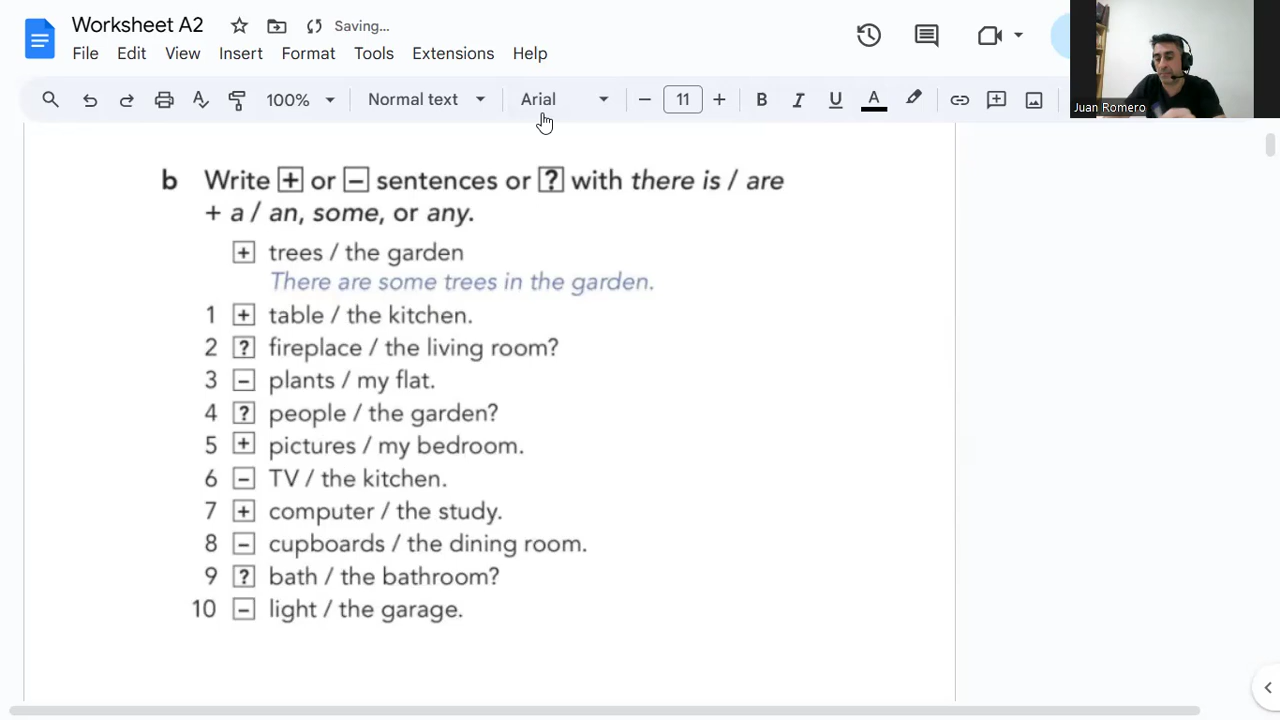 Worksheet A2 Saving...
File Edit View Insert Format Tools Extensions Help
100% Normal text Arial 11 B I U A
Juan Romero
b Write + or – sentences or ? with there is / are
+ a / an, some, or any.
+ trees / the garden
There are some trees in the garden.
1 + table / the kitchen.
2 ? fireplace / the living room?
3 – plants / my flat.
4 ? people / the garden?
5 + pictures / my bedroom.
6 – TV / the kitchen.
7 + computer / the study.
8 – cupboards / the dining room.
9 ? bath / the bathroom?
10 – light / the garage.